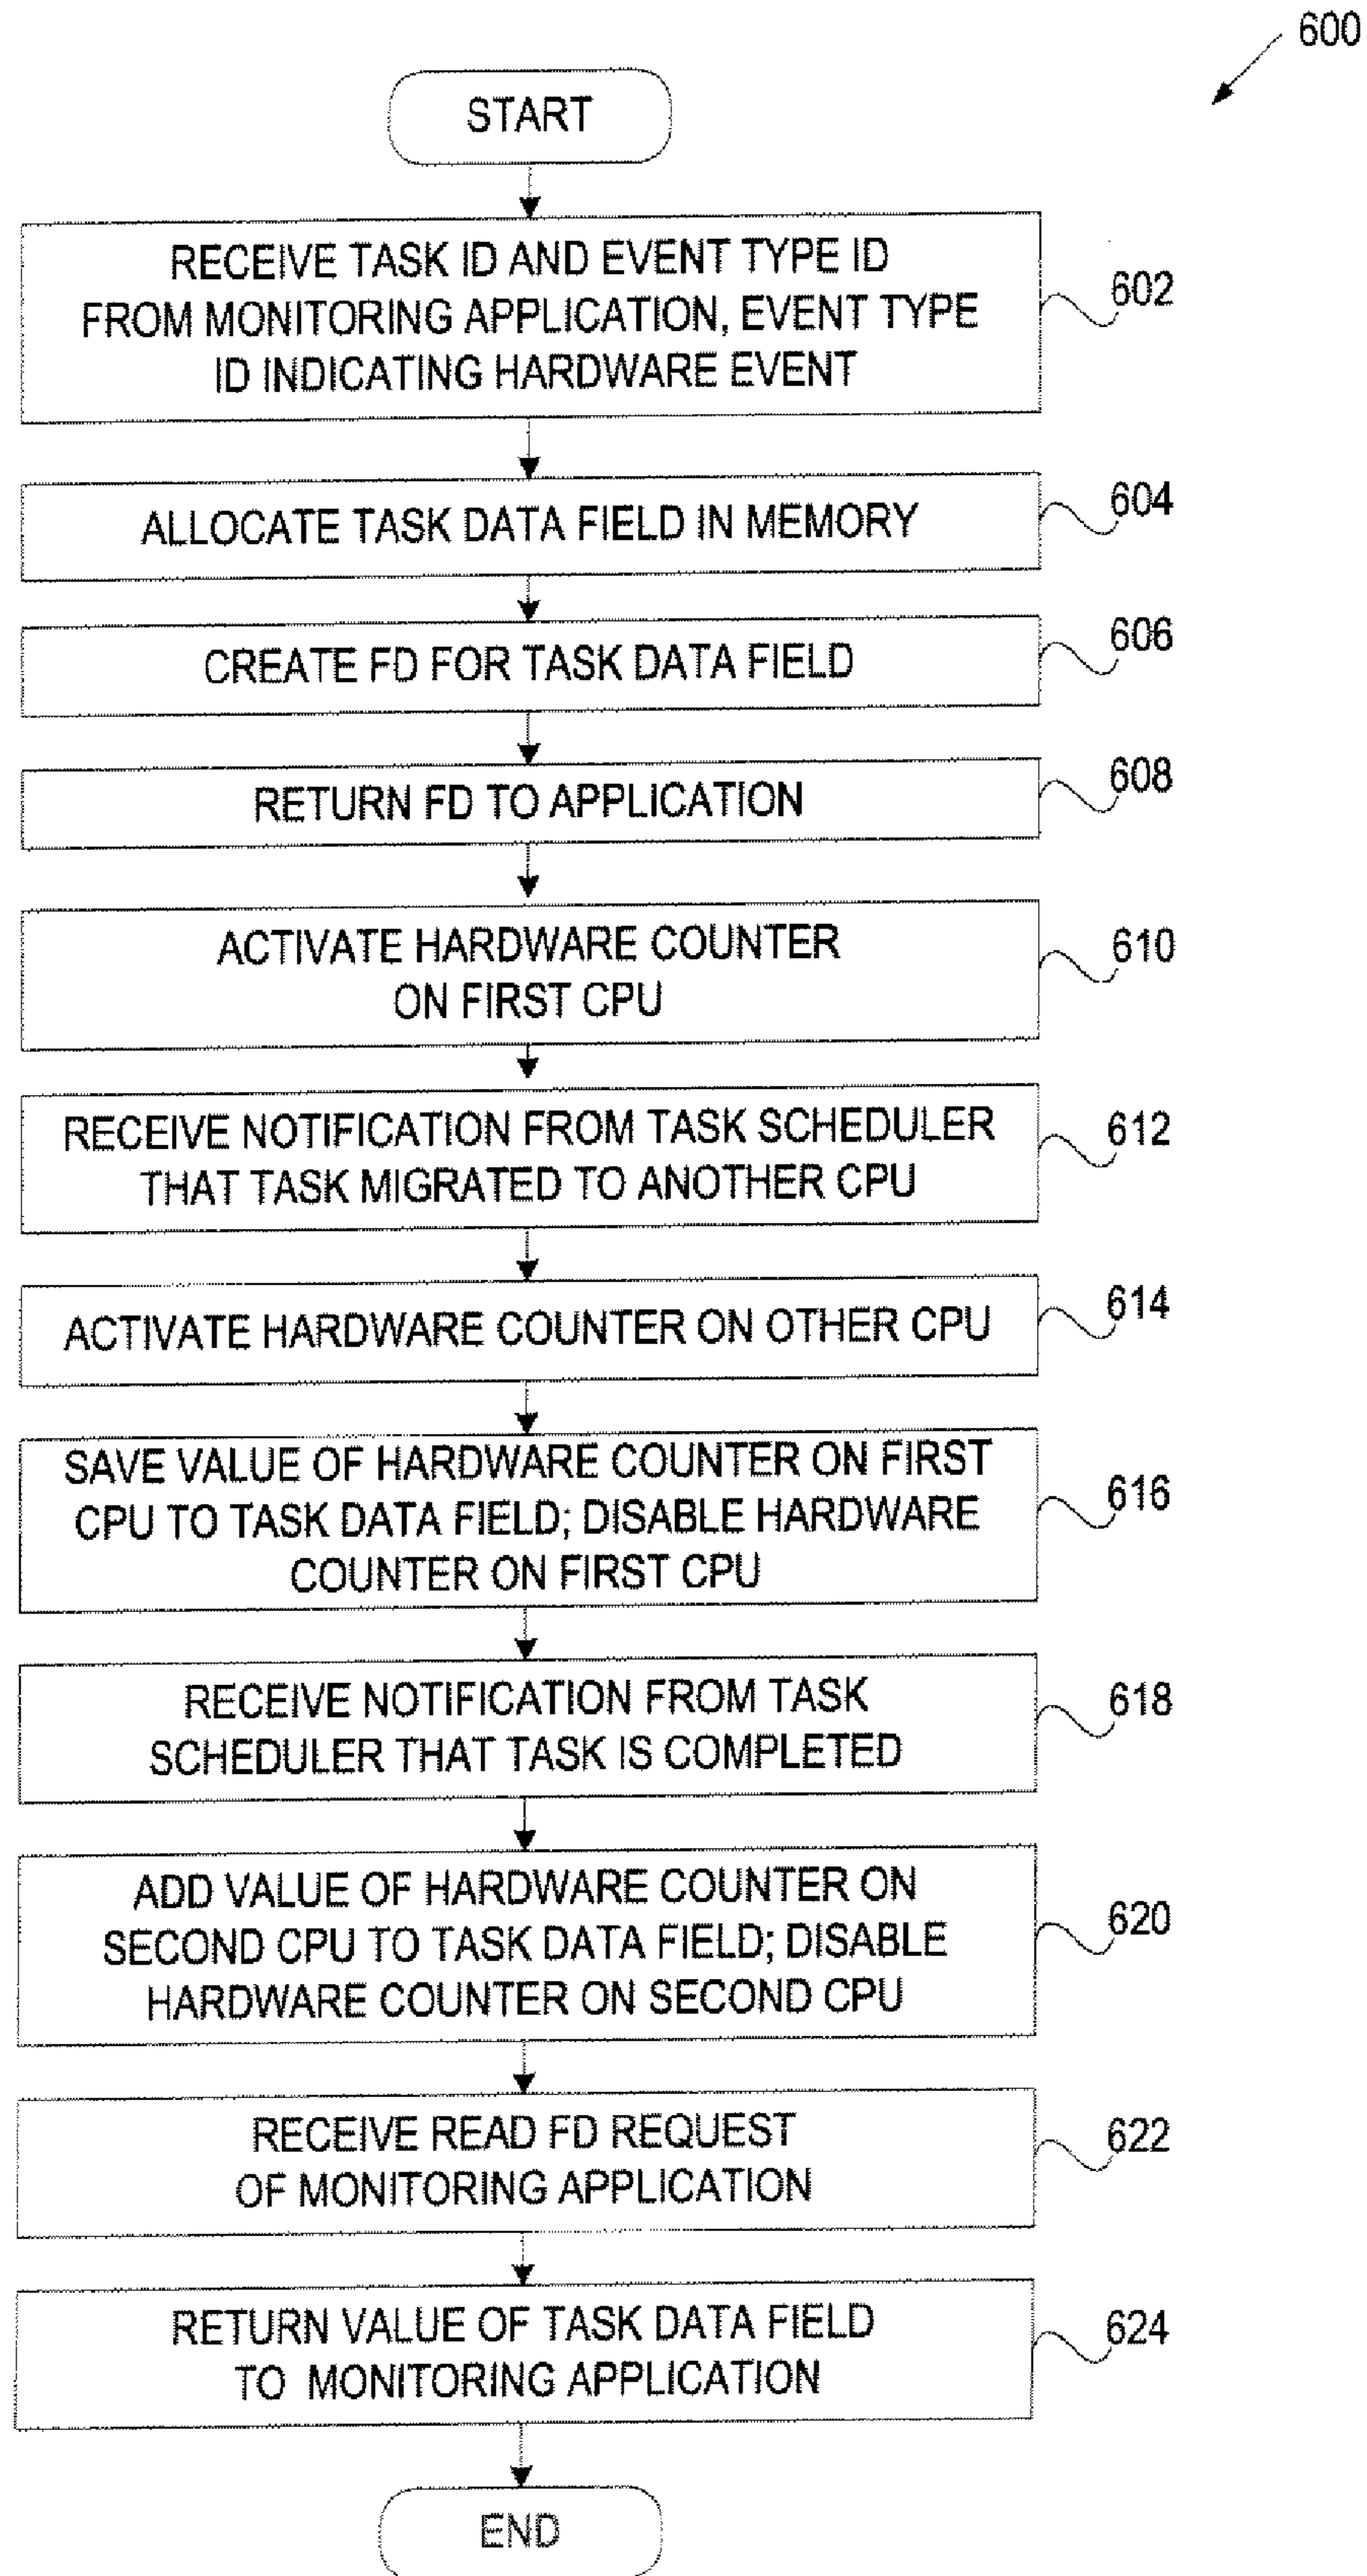 600
START
RECEIVE TASK ID AND EVENT TYPE ID
FROM MONITORING APPLICATION, EVENT TYPE
ID INDICATING HARDWARE EVENT
602
ALLOCATE TASK DATA FIELD IN MEMORY
604
CREATE FD FOR TASK DATA FIELD
606
RETURN FD TO APPLICATION
608
ACTIVATE HARDWARE COUNTER
ON FIRST CPU
610
RECEIVE NOTIFICATION FROM TASK SCHEDULER
THAT TASK MIGRATED TO ANOTHER CPU
612
ACTIVATE HARDWARE COUNTER ON OTHER CPU
614
SAVE VALUE OF HARDWARE COUNTER ON FIRST
CPU TO TASK DATA FIELD; DISABLE HARDWARE
COUNTER ON FIRST CPU
616
RECEIVE NOTIFICATION FROM TASK
SCHEDULER THAT TASK IS COMPLETED
618
ADD VALUE OF HARDWARE COUNTER ON
SECOND CPU TO TASK DATA FIELD; DISABLE
HARDWARE COUNTER ON SECOND CPU
620
RECEIVE READ FD REQUEST
OF MONITORING APPLICATION
622
RETURN VALUE OF TASK DATA FIELD
TO MONITORING APPLICATION
624
END